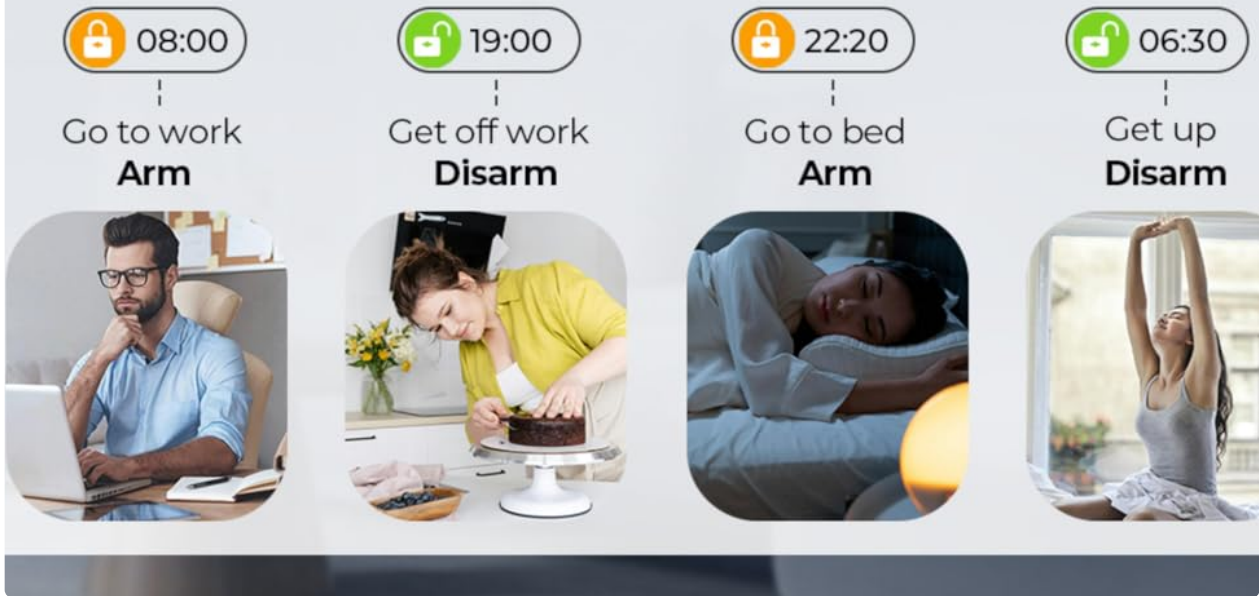 08:00
Go to work
Arm
19:00
Get off work
Disarm
22:20
Go to bed
Arm
06:30
Get up
Disarm